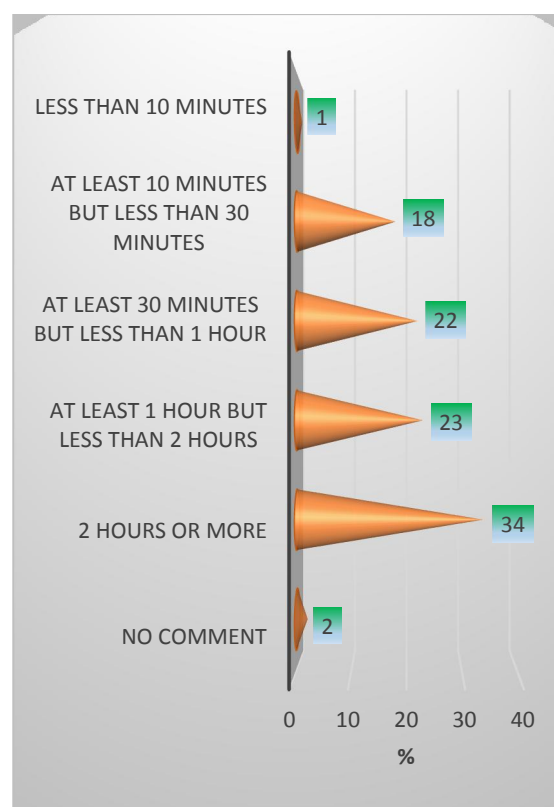 LESS THAN 10 MINUTES
1
AT LEAST 10 MINUTES
BUT LESS THAN 30
MINUTES
18
AT LEAST 30 MINUTES
BUT LESS THAN 1 HOUR
22
AT LEAST 1 HOUR BUT
LESS THAN 2 HOURS
23
2 HOURS OR MORE
34
NO COMMENT
2
0 10 20 30 40
%